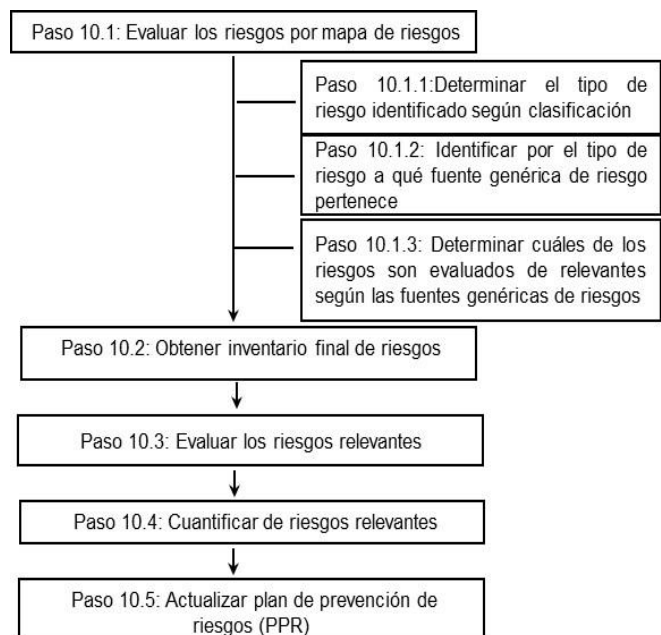 Paso 10.1: Evaluar los riesgos por mapa de riesgos
Paso 10.1.1:Determinar el tipo de
riesgo identificado según clasificación
Paso 10.1.2: Identificar por el tipo de
riesgo a qué fuente genérica de riesgo
pertenece
Paso 10.1.3: Determinar cuáles de los
riesgos son evaluados de relevantes
según las fuentes genéricas de riesgos
Paso 10.2: Obtener inventario final de riesgos
Paso 10.3: Evaluar los riesgos relevantes
Paso 10.4: Cuantificar de riesgos relevantes
Paso 10.5: Actualizar plan de prevención de
riesgos (PPR)